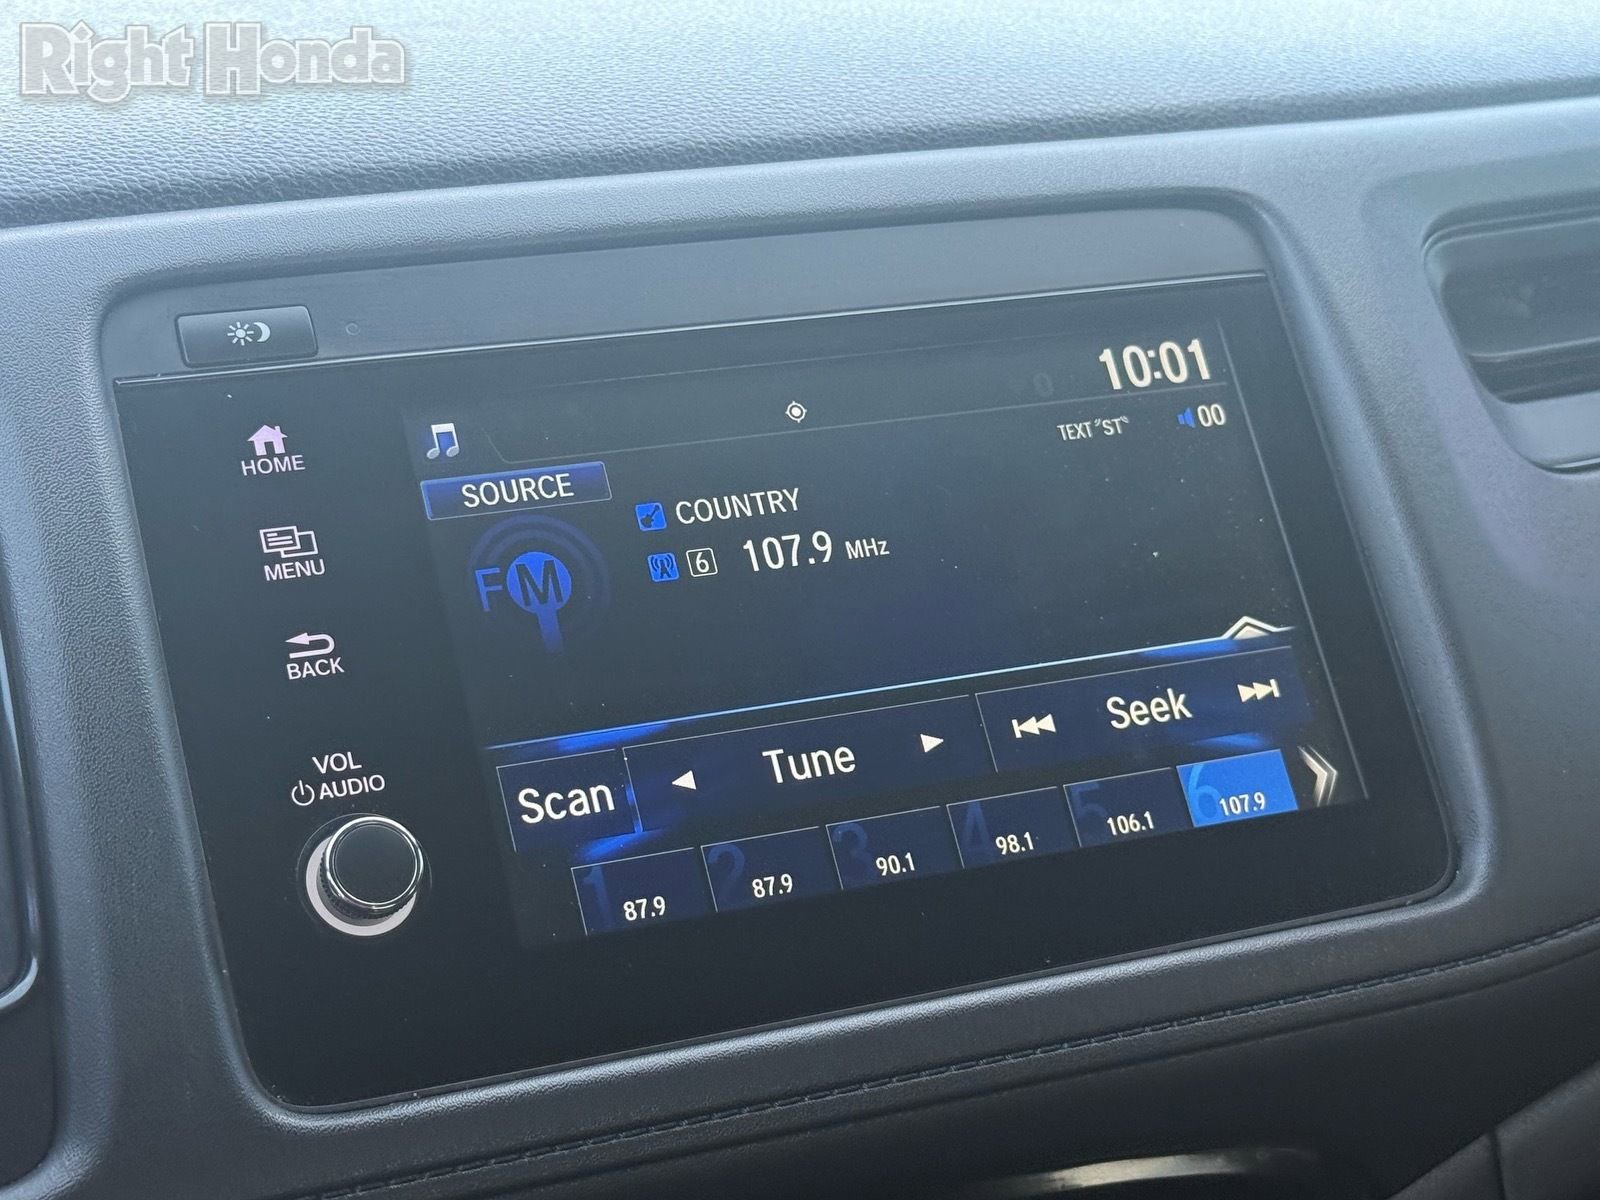 Right Honda
10:01
TEXT "ST"
00
HOME
SOURCE
COUNTRY
6 107.9 MHz
FM
MENU
BACK
VOL
AUDIO
Scan
Tune
Seek
1 87.9
2 87.9
3 90.1
4 98.1
5 106.1
6 107.9